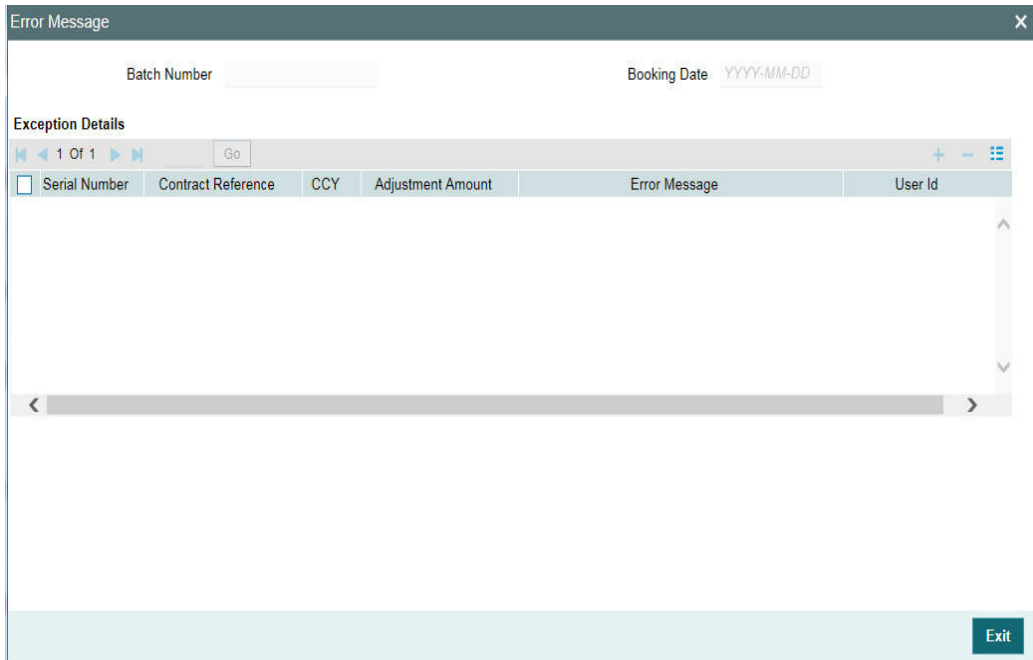 Error Message
Batch Number
Booking Date YYYY-MM-DD
Exception Details
1 Of 1 Go
Serial Number Contract Reference CCY Adjustment Amount Error Message User Id
Exit